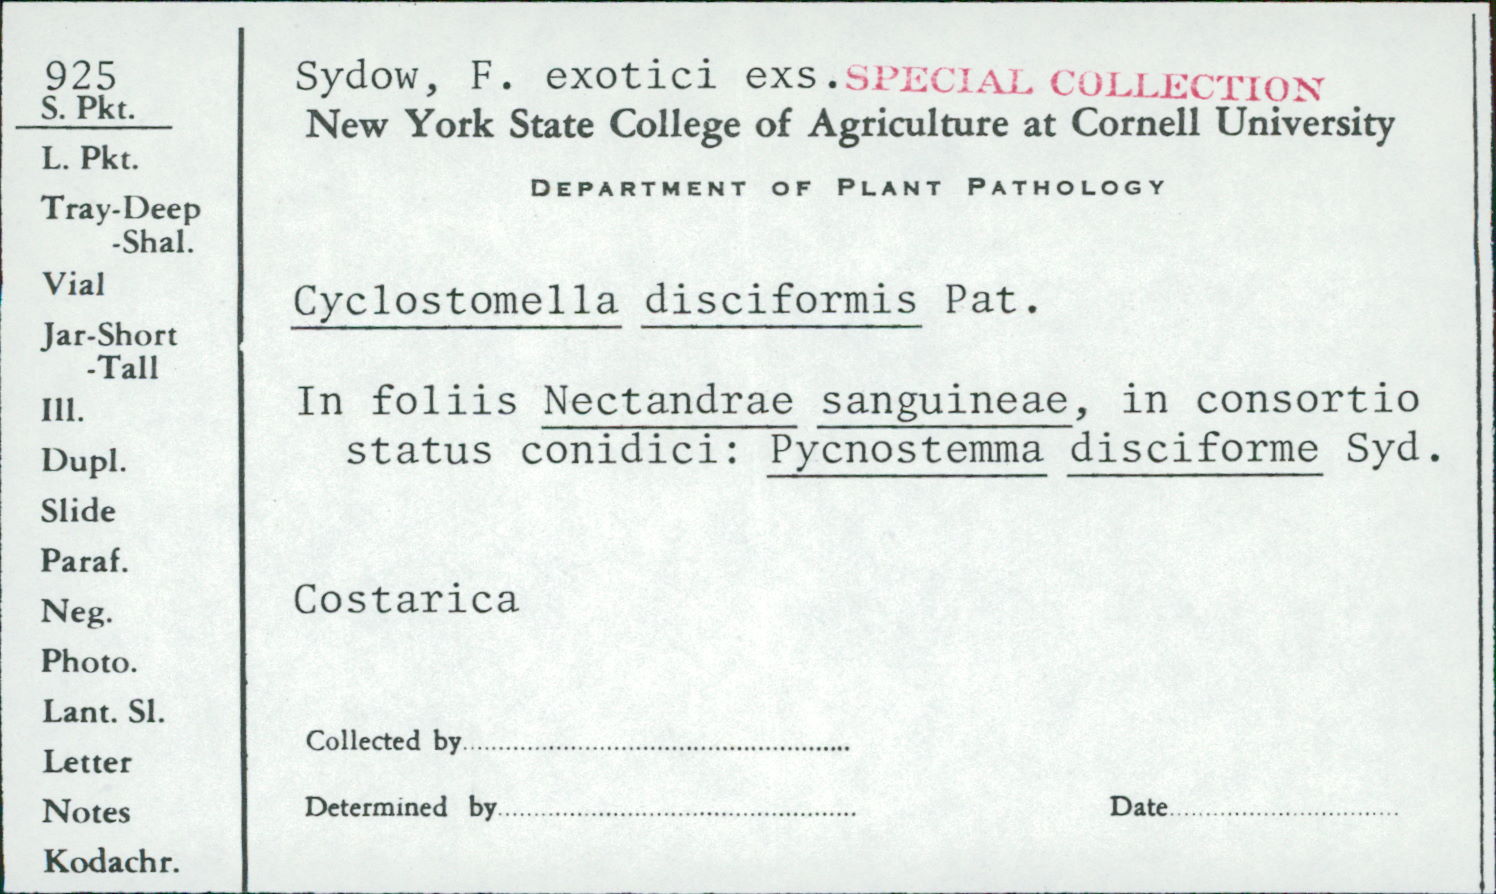 925
S. Pkt.
L. Pkt.
Tray-Deep
-Shal.
Vial
Jar-Short
-Tall
Ill.
Dupl.
Slide
Paraf.
Neg.
Photo.
Lant. Sl.
Letter
Notes
Kodachr.
Sydow, F. exotici exs. SPECIAL COLLECTION
New York State College of Agriculture at Cornell University
DEPARTMENT OF PLANT PATHOLOGY
Cyclostomella disciformis Pat.
In foliis Nectandrae sanguineae, in consortio
status conidici: Pycnostemma disciforme Syd.
Costarica
Collected by
Determined by
Date